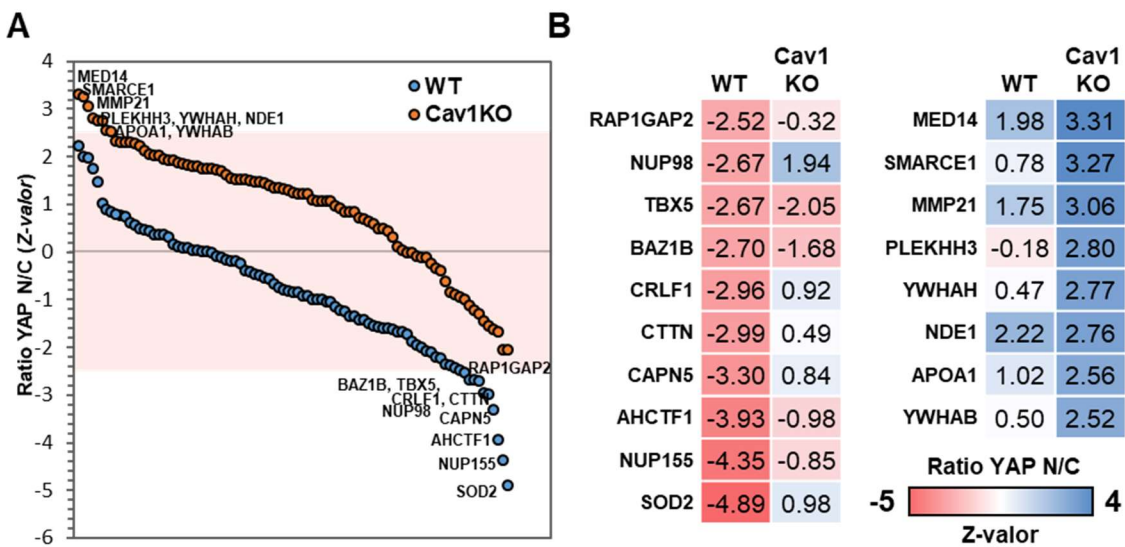 A
Ratio YAP N/C (Z-valor)
4
3
2
1
0
-1
-2
-3
-4
-5
-6
MED14
SMARCE1
MMP21
PLEKHH3, YWHAH, NDE1
APOA1, YWHAB
WT
Cav1KO
RAP1GAP2
BAZ1B, TBX5,
CRLF1, CTTN
NUP98
CAPN5
AHCTF1
NUP155
SOD2
B
WT Cav1 KO
RAP1GAP2 -2.52 -0.32
NUP98 -2.67 1.94
TBX5 -2.67 -2.05
BAZ1B -2.70 -1.68
CRLF1 -2.96 0.92
CTTN -2.99 0.49
CAPN5 -3.30 0.84
AHCTF1 -3.93 -0.98
NUP155 -4.35 -0.85
SOD2 -4.89 0.98
WT Cav1 KO
MED14 1.98 3.31
SMARCE1 0.78 3.27
MMP21 1.75 3.06
PLEKHH3 -0.18 2.80
YWHAH 0.47 2.77
NDE1 2.22 2.76
APOA1 1.02 2.56
YWHAB 0.50 2.52
Ratio YAP N/C
-5 4
Z-valor